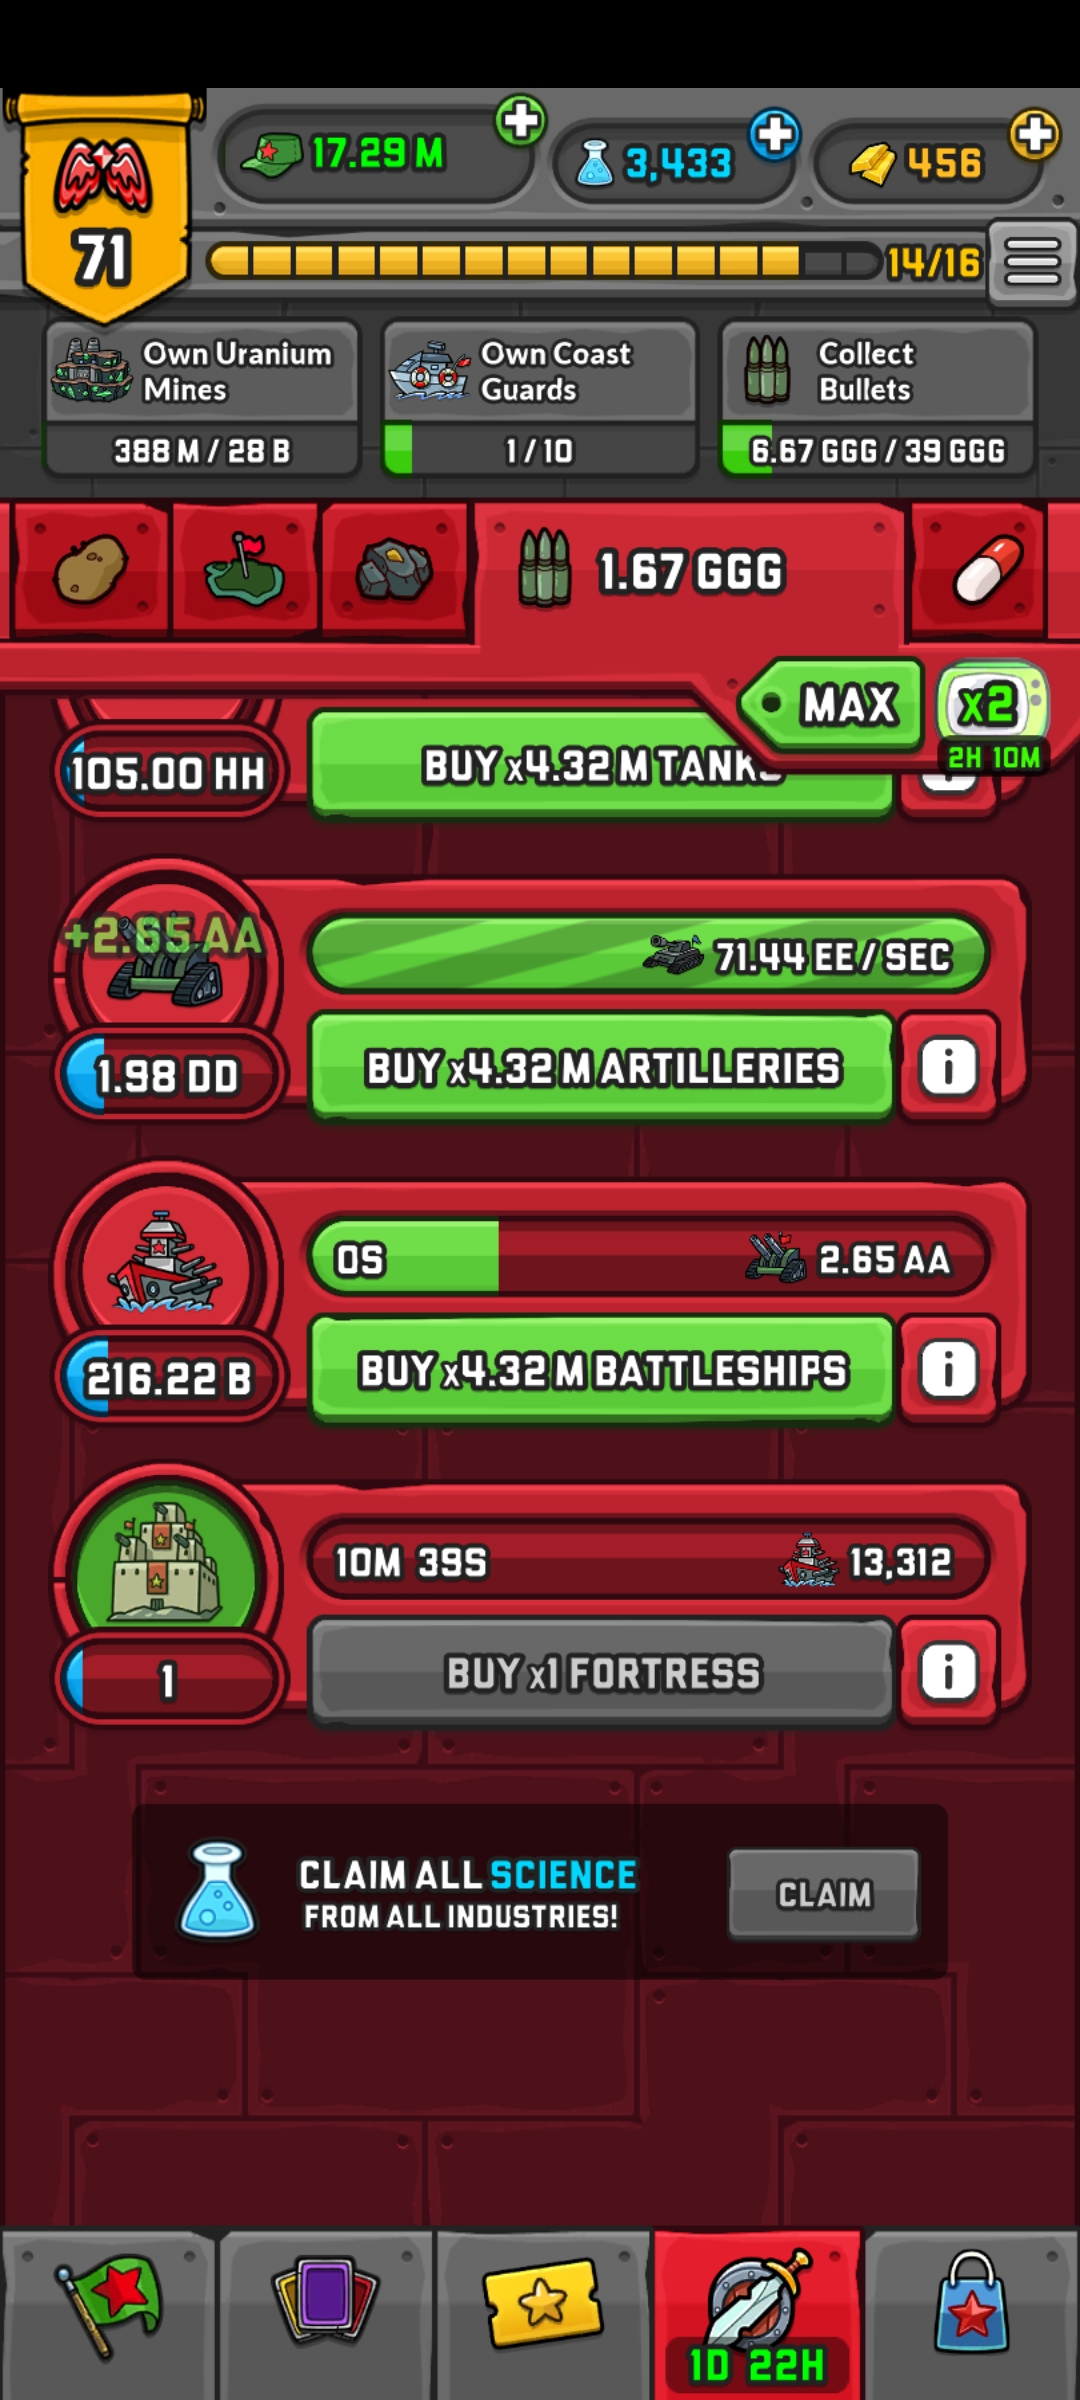 17.29 M
3,433
456
71
14/16
Own Uranium
Mines
388 M / 28 B
Own Coast
Guards
1 / 10
Collect
Bullets
6.67 GGG / 39 GGG
1.67 GGG
MAX
x2
2H 10M
105.00 HH
BUY x4.32 M TANKS
+2.65 AA
71.44 EE / SEC
1.98 DD
BUY x4.32 M ARTILLERIES
0S
2.65 AA
216.22 B
BUY x4.32 M BATTLESHIPS
10M 39S
13,312
1
BUY x1 FORTRESS
CLAIM ALL SCIENCE
FROM ALL INDUSTRIES!
CLAIM
1D 22H